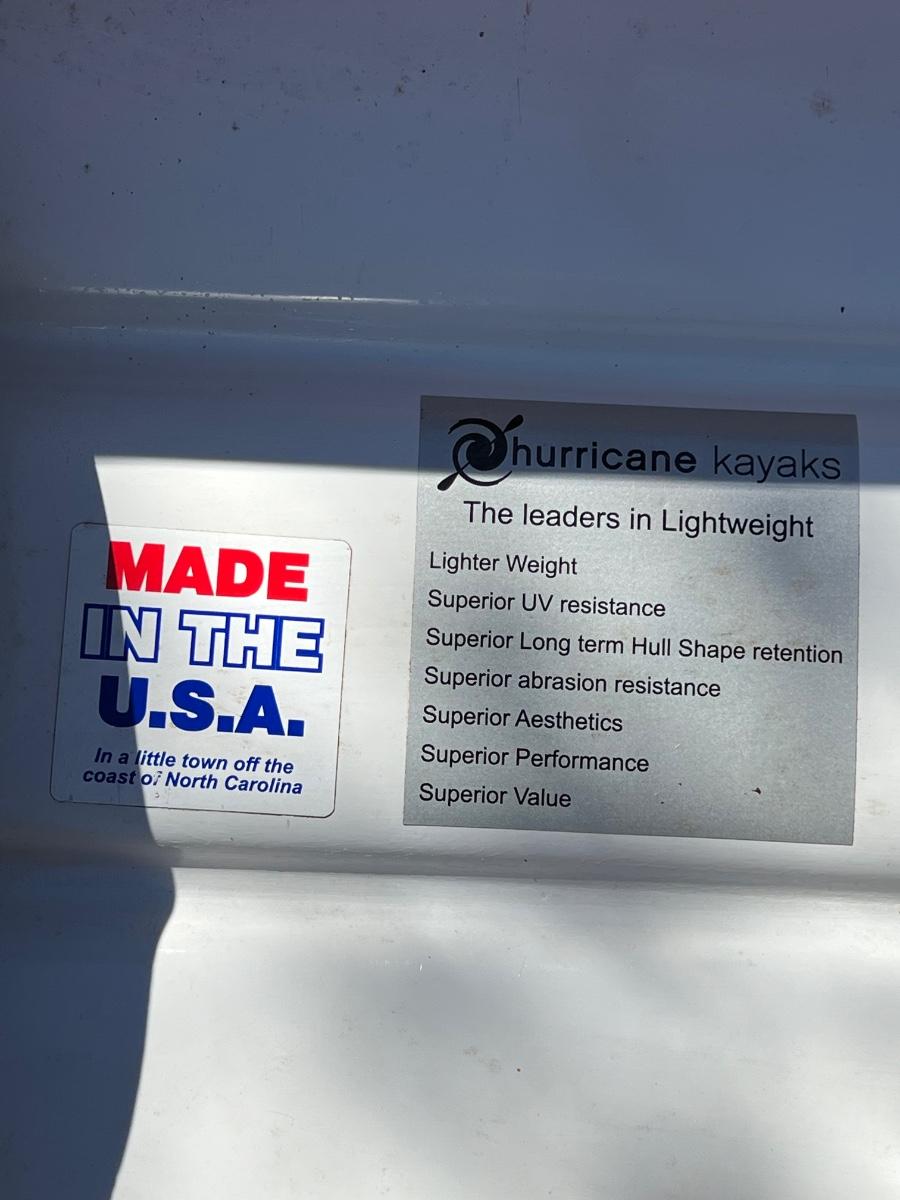 MADE
IN THE
U.S.A.
In a little town off the
coast of North Carolina
hurricane kayaks
The leaders in Lightweight
Lighter Weight
Superior UV resistance
Superior Long term Hull Shape retention
Superior abrasion resistance
Superior Aesthetics
Superior Performance
Superior Value